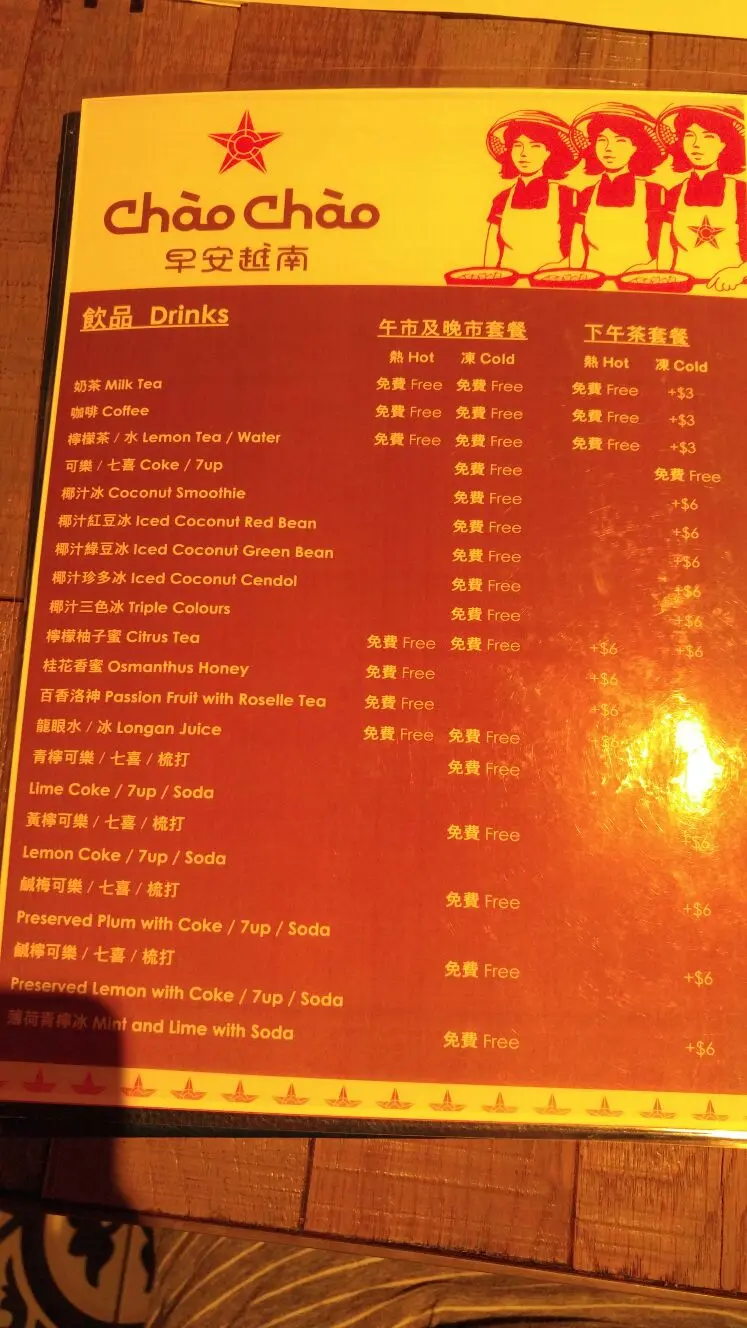 Chào Chào
早安越南
飲品 Drinks 午市及晚市套餐 下午茶套餐
熱 Hot 凍 Cold 熱 Hot 凍 Cold
奶茶 Milk Tea 免費 Free 免費 Free 免費 Free +$3
咖啡 Coffee 免費 Free 免費 Free 免費 Free +$3
檸檬茶 / 水 Lemon Tea / Water 免費 Free 免費 Free 免費 Free +$3
可樂 / 七喜 Coke / 7up 免費 Free 免費 Free
椰汁冰 Coconut Smoothie 免費 Free +$6
椰汁紅豆冰 Iced Coconut Red Bean 免費 Free +$6
椰汁綠豆冰 Iced Coconut Green Bean 免費 Free +$6
椰汁珍多冰 Iced Coconut Cendol 免費 Free +$6
椰汁三色冰 Triple Colours 免費 Free +$6
檸檬柚子蜜 Citrus Tea 免費 Free 免費 Free +$6 +$6
桂花香蜜 Osmanthus Honey 免費 Free +$6
百香洛神 Passion Fruit with Roselle Tea 免費 Free +$6
龍眼水 / 冰 Longan Juice 免費 Free 免費 Free +$6
青檸可樂 / 七喜 / 梳打 免費 Free
Lime Coke / 7up / Soda
黃檸可樂 / 七喜 / 梳打 免費 Free +$6
Lemon Coke / 7up / Soda
鹹梅可樂 / 七喜 / 梳打 免費 Free +$6
Preserved Plum with Coke / 7up / Soda
鹹檸可樂 / 七喜 / 梳打 免費 Free +$6
Preserved Lemon with Coke / 7up / Soda
薄荷青檸冰 Mint and Lime with Soda 免費 Free +$6